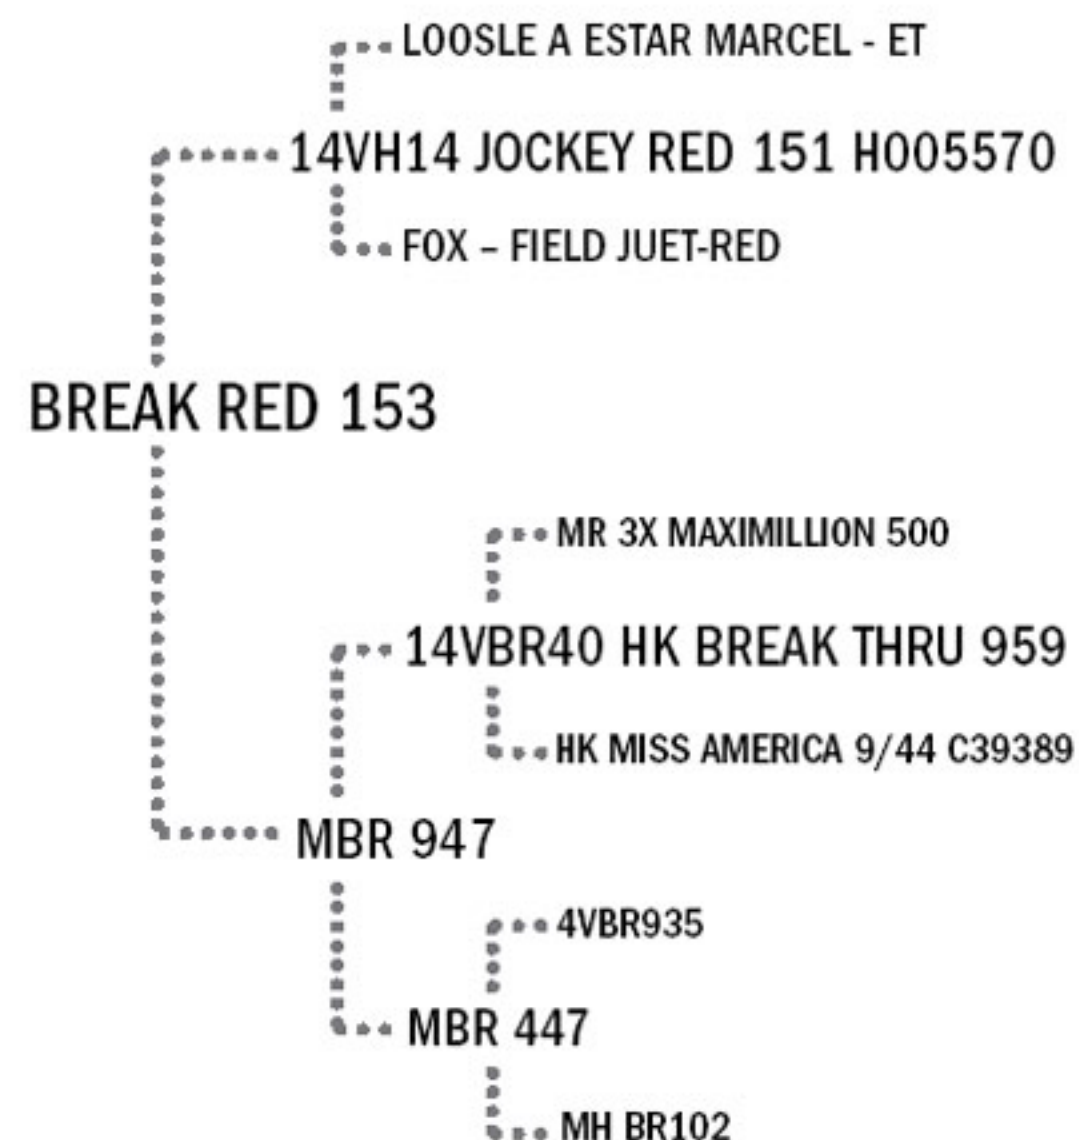 LOOSLE A ESTAR MARCEL - ET
14VH14 JOCKEY RED 151 H005570
FOX – FIELD JUET-RED
BREAK RED 153
MR 3X MAXIMILLION 500
14VBR40 HK BREAK THRU 959
HK MISS AMERICA 9/44 C39389
MBR 947
4VBR935
MBR 447
MH BR102